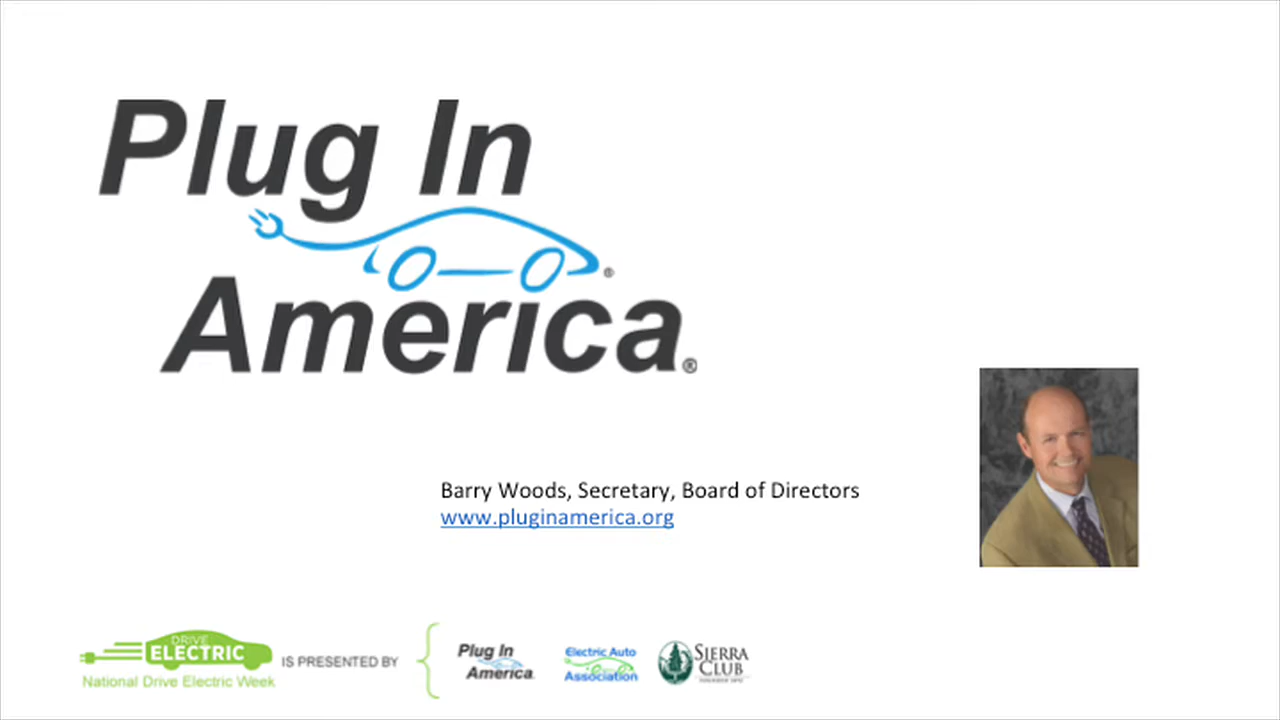 Plug In
America®
Barry Woods, Secretary, Board of Directors
www.pluginamerica.org
DRIVE
ELECTRIC
National Drive Electric Week
IS PRESENTED BY
Plug In
America
Electric Auto
Association
SIERRA
CLUB